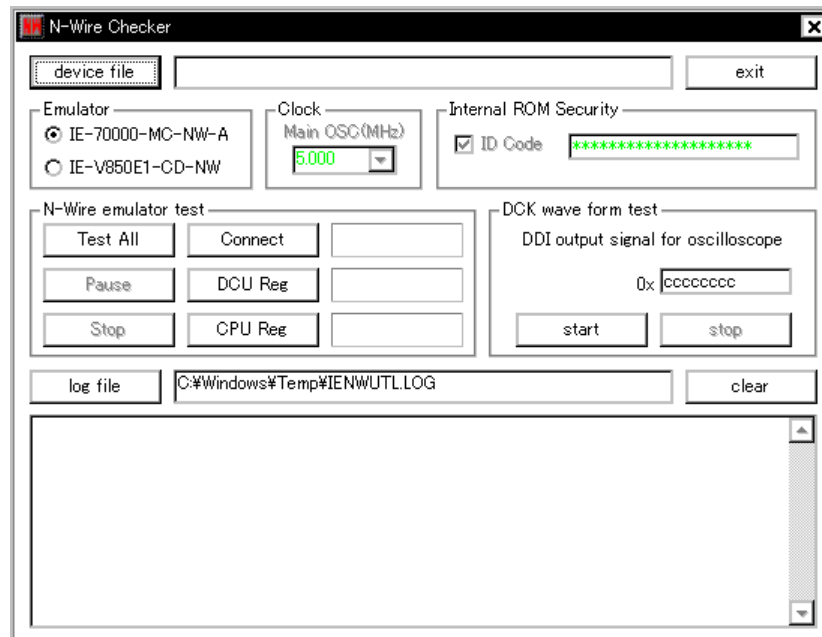 N-Wire Checker
device file
exit
Emulator
IE-70000-MC-NW-A
IE-V850E1-CD-NW
Clock
Main OSC(MHz)
5.000
Internal ROM Security
ID Code
********************
N-Wire emulator test
Test All
Connect
Pause
DCU Reg
Stop
CPU Reg
DCK wave form test
DDI output signal for oscilloscope
0x cccccccc
start
stop
log file
C:¥Windows¥Temp¥IENWUTL.LOG
clear